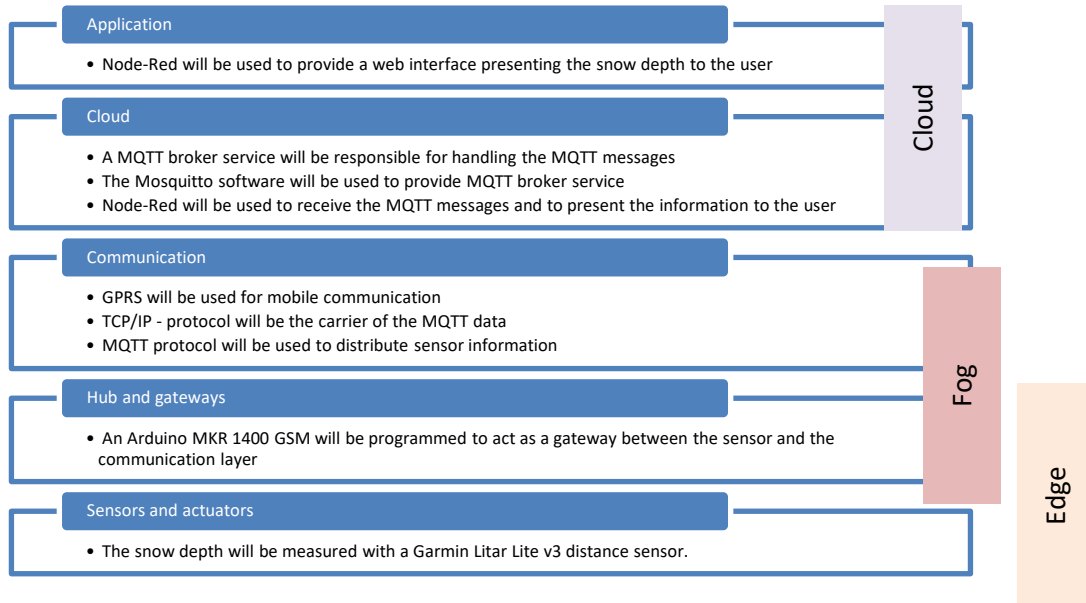 Application
• Node-Red will be used to provide a web interface presenting the snow depth to the user
Cloud
• A MQTT broker service will be responsible for handling the MQTT messages
• The Mosquitto software will be used to provide MQTT broker service
• Node-Red will be used to receive the MQTT messages and to present the information to the user
Cloud
Communication
• GPRS will be used for mobile communication
• TCP/IP - protocol will be the carrier of the MQTT data
• MQTT protocol will be used to distribute sensor information
Hub and gateways
• An Arduino MKR 1400 GSM will be programmed to act as a gateway between the sensor and the
communication layer
Fog
Sensors and actuators
• The snow depth will be measured with a Garmin Litar Lite v3 distance sensor.
Edge